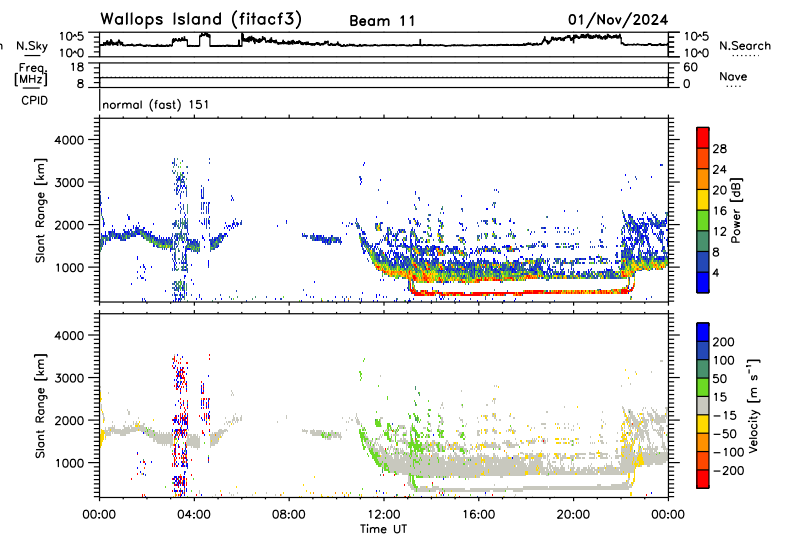 Wallops Island (fitacf3) Beam 11 01/Nov/2024
n N.Sky 10^5 10^0 10^5 10^0 N.Search
Freq. [MHz] 18 8 60 0 Nave
CPID normal (fast) 151
Slant Range [km] 4000 3000 2000 1000
Power [dB] 28 24 20 16 12 8 4
Slant Range [km] 4000 3000 2000 1000
Velocity [m s⁻¹] 200 100 50 15 −15 −50 −100 −200
00:00 04:00 08:00 12:00 16:00 20:00 00:00
Time UT